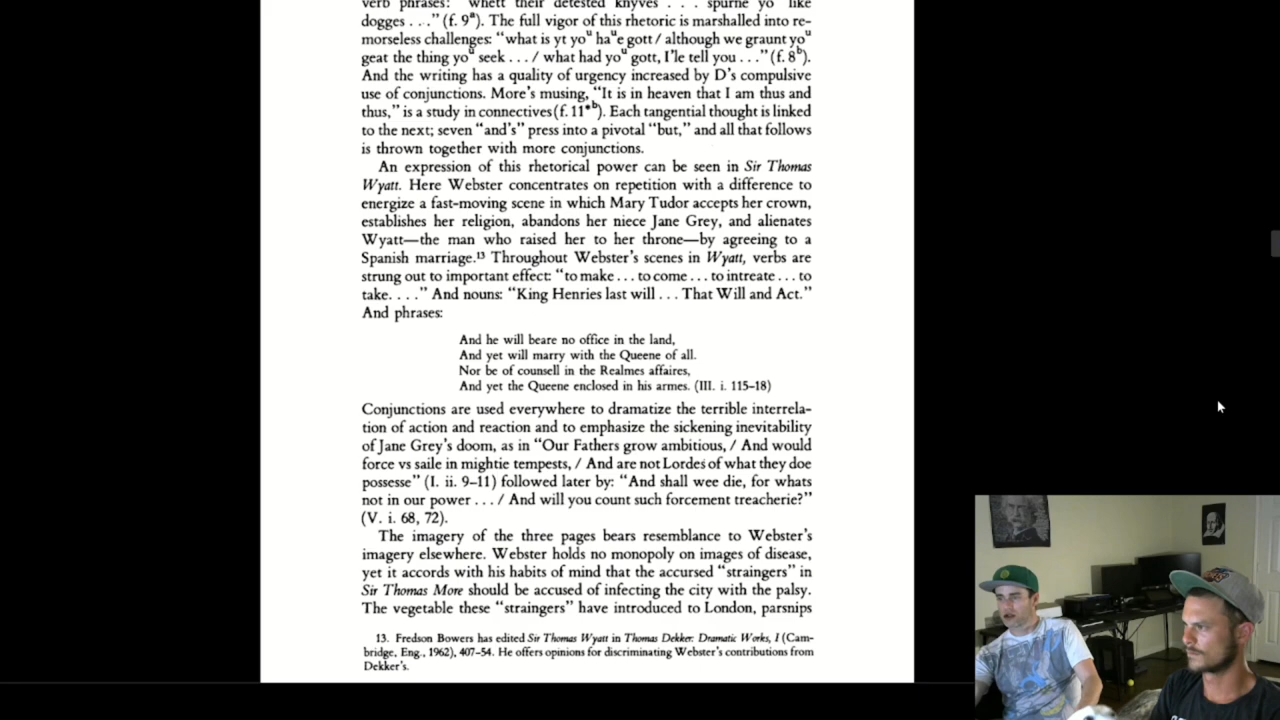 verb phrases: "whett their detested knyves . . . spurne yoᵘ like
dogges . . ." (f. 9ᵃ). The full vigor of this rhetoric is marshalled into re-
morseless challenges: "what is yt yoᵘ haᵘe gott / although we graunt yoᵘ
geat the thing yoᵘ seek . . . / what had yoᵘ gott, I'le tell you . . ." (f. 8ᵇ).
And the writing has a quality of urgency increased by D's compulsive
use of conjunctions. More's musing, "It is in heaven that I am thus and
thus," is a study in connectives (f. 11*ᵇ). Each tangential thought is linked
to the next; seven "and's" press into a pivotal "but," and all that follows
is thrown together with more conjunctions.
An expression of this rhetorical power can be seen in Sir Thomas
Wyatt. Here Webster concentrates on repetition with a difference to
energize a fast-moving scene in which Mary Tudor accepts her crown,
establishes her religion, abandons her niece Jane Grey, and alienates
Wyatt—the man who raised her to her throne—by agreeing to a
Spanish marriage.¹³ Throughout Webster's scenes in Wyatt, verbs are
strung out to important effect: "to make . . . to come . . . to intreate . . . to
take. . . ." And nouns: "King Henries last will . . . That Will and Act."
And phrases:
And he will beare no office in the land,
And yet will marry with the Queene of all.
Nor be of counsell in the Realmes affaires,
And yet the Queene enclosed in his armes. (III. i. 115–18)
Conjunctions are used everywhere to dramatize the terrible interrela-
tion of action and reaction and to emphasize the sickening inevitability
of Jane Grey's doom, as in "Our Fathers grow ambitious, / And would
force vs saile in mightie tempests, / And are not Lordes of what they doe
possesse" (I. ii. 9–11) followed later by: "And shall wee die, for whats
not in our power . . . / And will you count such forcement treacherie?"
(V. i. 68, 72).
The imagery of the three pages bears resemblance to Webster's
imagery elsewhere. Webster holds no monopoly on images of disease,
yet it accords with his habits of mind that the accursed "straingers" in
Sir Thomas More should be accused of infecting the city with the palsy.
The vegetable these "straingers" have introduced to London, parsnips
13. Fredson Bowers has edited Sir Thomas Wyatt in Thomas Dekker: Dramatic Works, I (Cam-
bridge, Eng., 1962), 407–54. He offers opinions for discriminating Webster's contributions from
Dekker's.